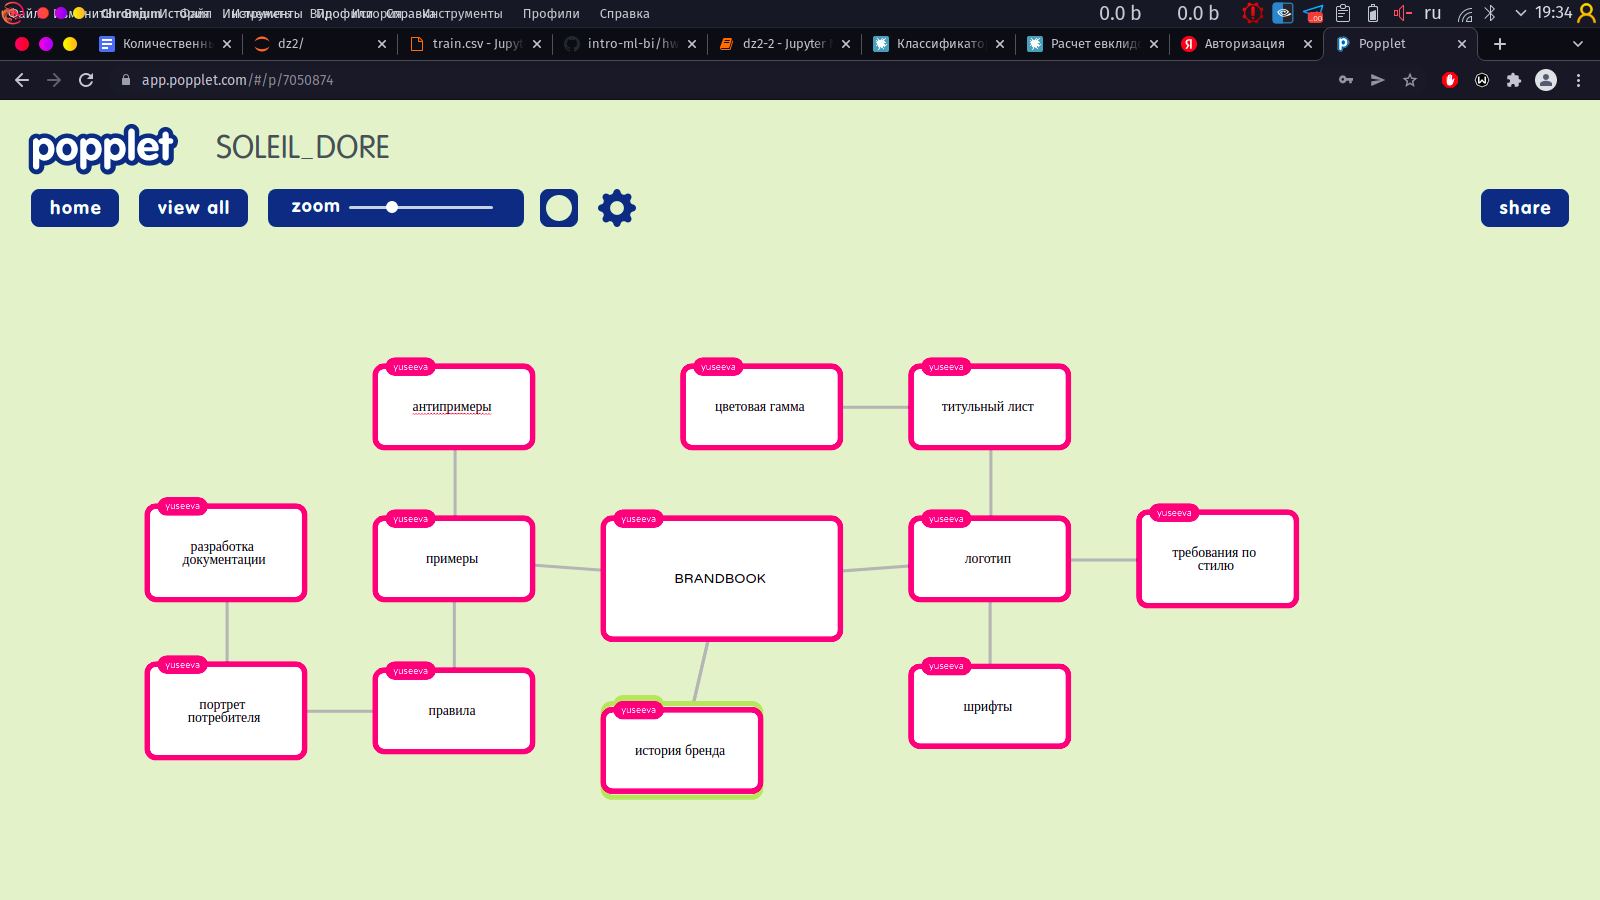 Chromium
Профили
Справка
0.0 b
0.0 b
ru
19:34
Количественн
dz2/
train.csv - Jupyt
intro-ml-bi/hw
dz2-2 - Jupyter
Классификато
Расчет евклид
Авторизация
Popplet
app.popplet.com/#/p/7050874
popplet
SOLEIL_DORE
home
view all
zoom
share
yuseeva
антипримеры
yuseeva
цветовая гамма
yuseeva
титульный лист
yuseeva
разработка
документации
yuseeva
примеры
yuseeva
BRANDBOOK
yuseeva
логотип
yuseeva
требования по
стилю
yuseeva
портрет
потребителя
yuseeva
правила
yuseeva
история бренда
yuseeva
шрифты